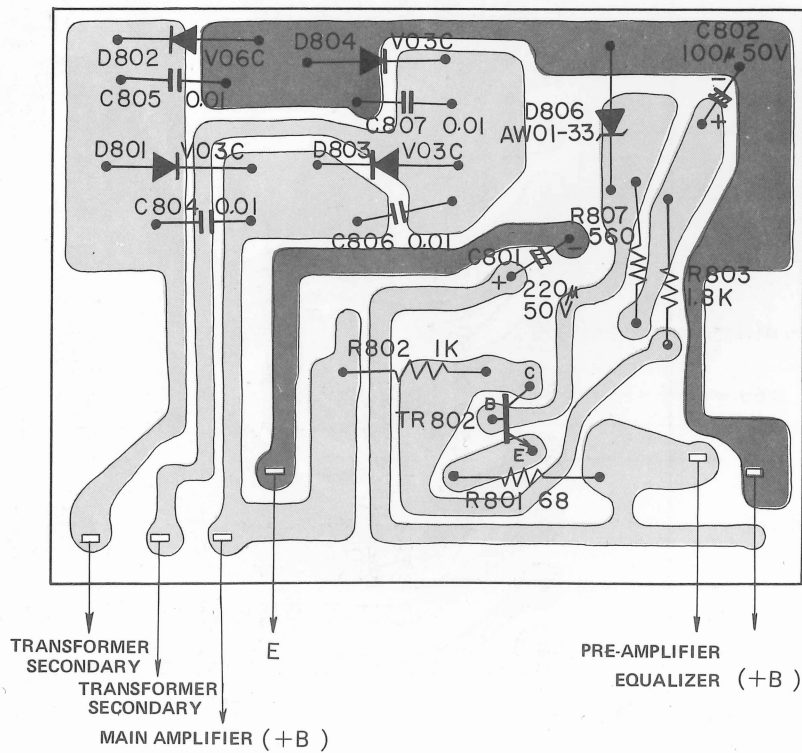 C802
100μ 50V
D804 V03C
D802 V06C
C805 0.01
D806
AW01-33
C807 0.01
-
+
D801 V03C
D803 V03C
C804 0.01
C806 0.01
R807
560
C801
-
+
R803
1.8K
220μ
50V
R802 1K
C
B
TR802
E
R801 68
TRANSFORMER
SECONDARY
E
PRE-AMPLIFIER
EQUALIZER (+B)
TRANSFORMER
SECONDARY
MAIN AMPLIFIER (+B)